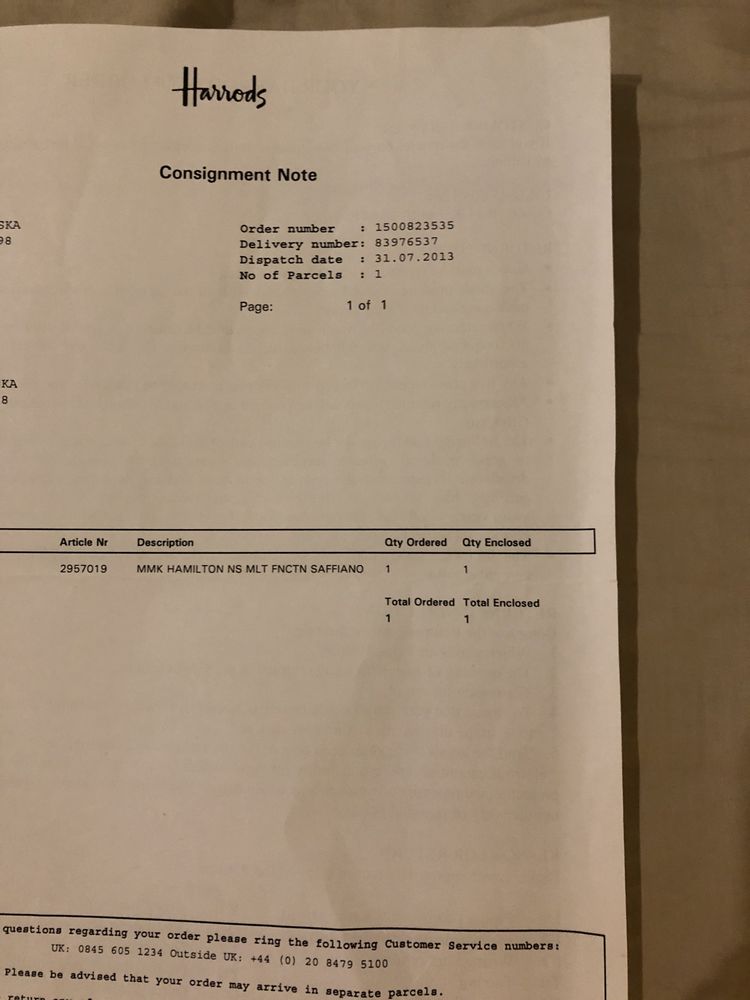 Harrods
Consignment Note
SKA
98
Order number : 1500823535
Delivery number: 83976537
Dispatch date : 31.07.2013
No of Parcels : 1
Page: 1 of 1
KA
8
Article Nr Description Qty Ordered Qty Enclosed
2957019 MMK HAMILTON NS MLT FNCTN SAFFIANO 1 1
Total Ordered Total Enclosed
1 1
questions regarding your order please ring the following Customer Service numbers:
UK: 0845 605 1234 Outside UK: +44 (0) 20 8479 5100
Please be advised that your order may arrive in separate parcels.
return any